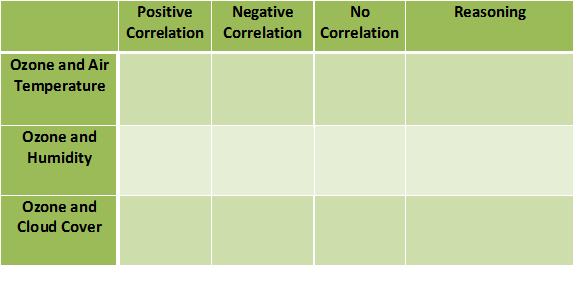 Positive
Correlation
Negative
Correlation
No
Correlation
Reasoning
Ozone and Air
Temperature
Ozone and
Humidity
Ozone and
Cloud Cover